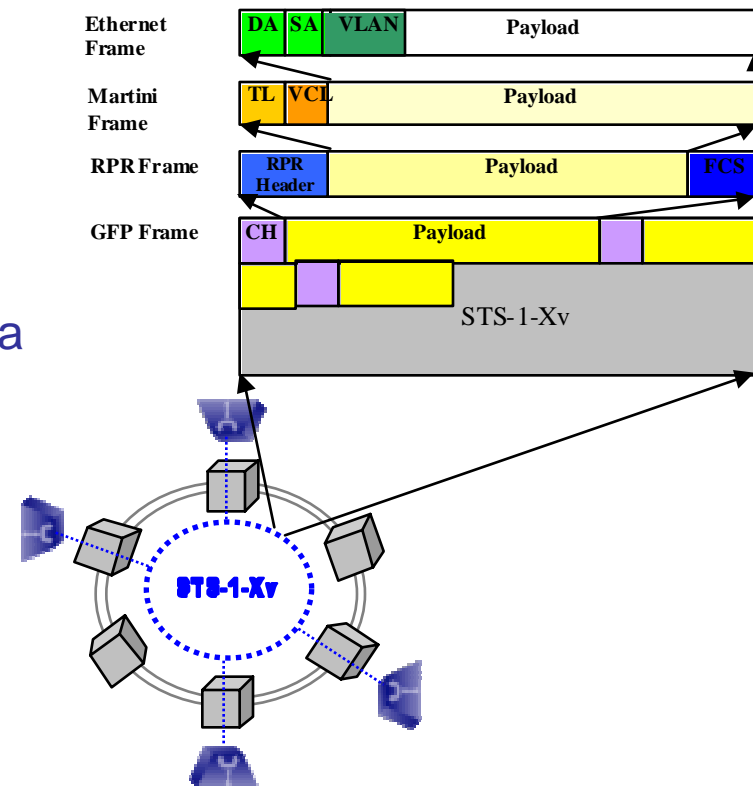 Ethernet Frame
DA SA VLAN Payload
Martini Frame
TL VCL Payload
RPR Frame
RPR Header Payload FCS
GFP Frame
CH Payload
STS-1-Xv
a
STS-1-Xv